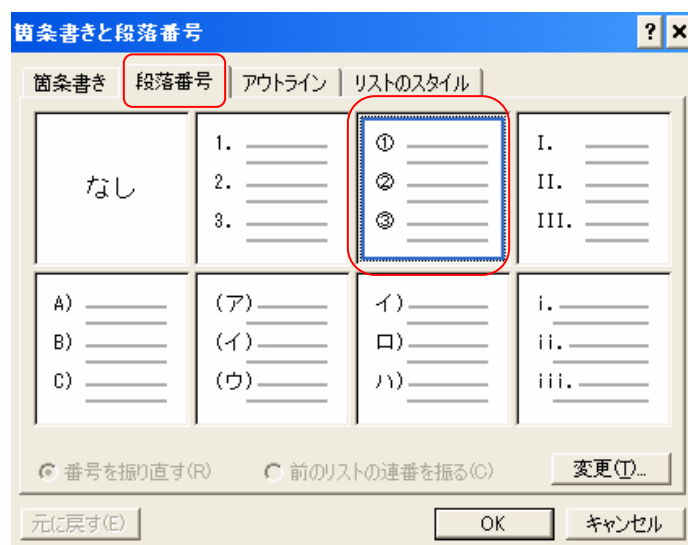 箇条書きと段落番号
箇条書き 段落番号 アウトライン リストのスタイル
なし
1.
2.
3.
①
②
③
I.
II.
III.
A)
B)
C)
(ア)
(イ)
(ウ)
イ)
ロ)
ハ)
i.
ii.
iii.
番号を振り直す(R) 前のリストの連番を振る(C) 変更(T)...
元に戻す(E) OK キャンセル